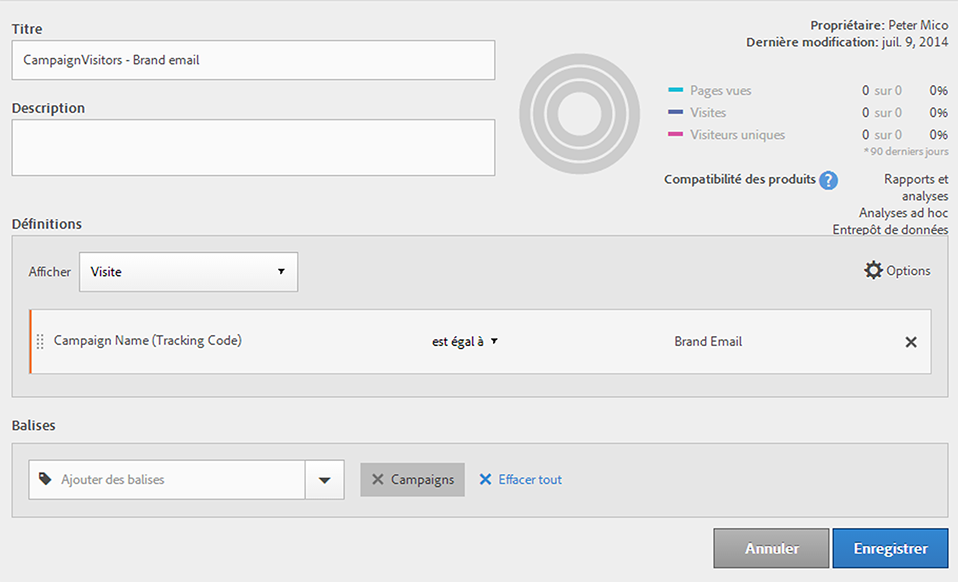 Titre
CampaignVisitors - Brand email
Description
Propriétaire: Peter Mico
Dernière modification: juil. 9, 2014
Pages vues 0 sur 0 0%
Visites 0 sur 0 0%
Visiteurs uniques 0 sur 0 0%
*90 derniers jours
Compatibilité des produits ? Rapports et
analyses
Analyses ad hoc
Entrepôt de données
Définitions
Afficher Visite
Options
Campaign Name (Tracking Code) est égal à Brand Email
Balises
Ajouter des balises Campaigns Effacer tout
Annuler Enregistrer